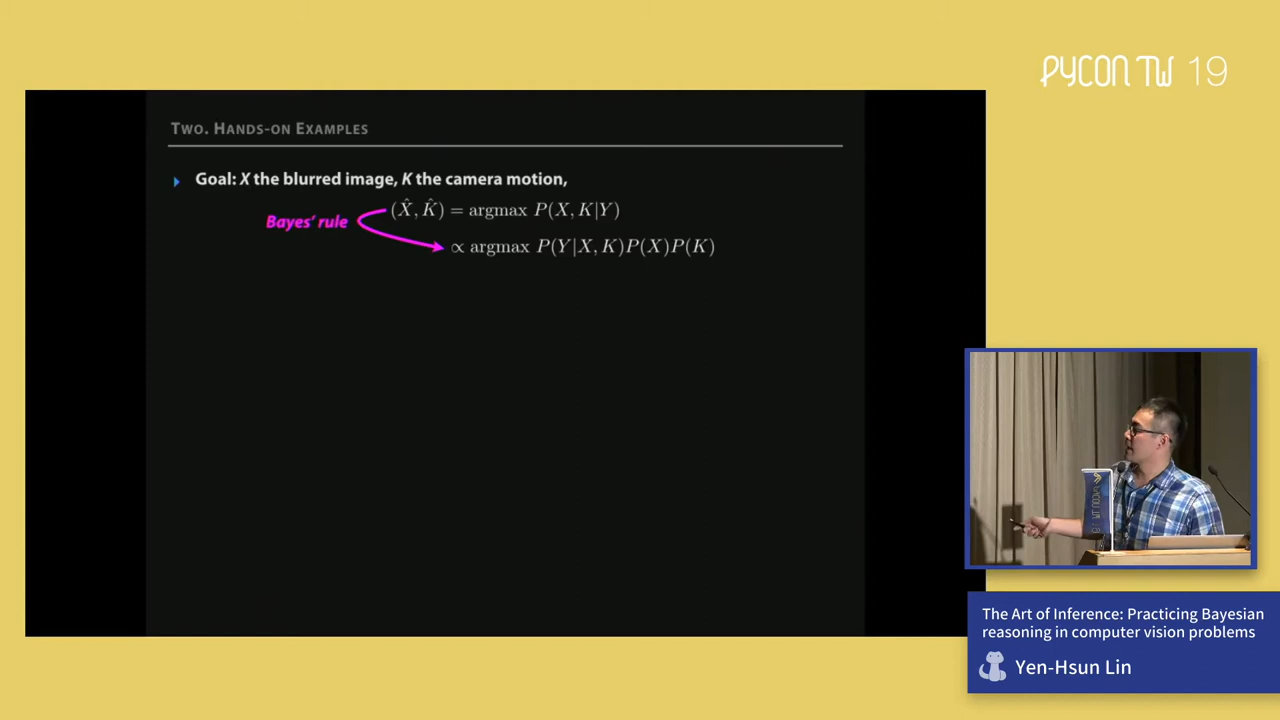 PYCON TW 19
TWO. HANDS-ON EXAMPLES
Goal: X the blurred image, K the camera motion,
(X̂, K̂) = argmax P(X, K|Y)
Bayes' rule
∝ argmax P(Y|X, K)P(X)P(K)
The Art of Inference: Practicing Bayesian
reasoning in computer vision problems
Yen-Hsun Lin